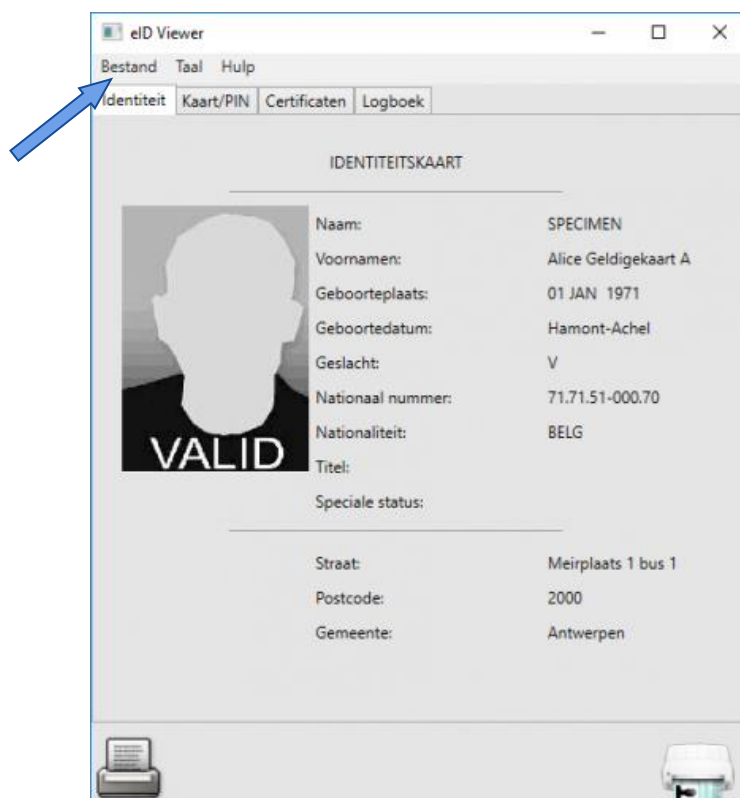 eID Viewer
Bestand Taal Hulp
Identiteit Kaart/PIN Certificaten Logboek
IDENTITEITSKAART
Naam: SPECIMEN
Voornamen: Alice Geldigekaart A
Geboorteplaats: 01 JAN 1971
Geboortedatum: Hamont-Achel
Geslacht: V
Nationaal nummer: 71.71.51-000.70
Nationaliteit: BELG
VALID
Titel:
Speciale status:
Straat: Meirplaats 1 bus 1
Postcode: 2000
Gemeente: Antwerpen